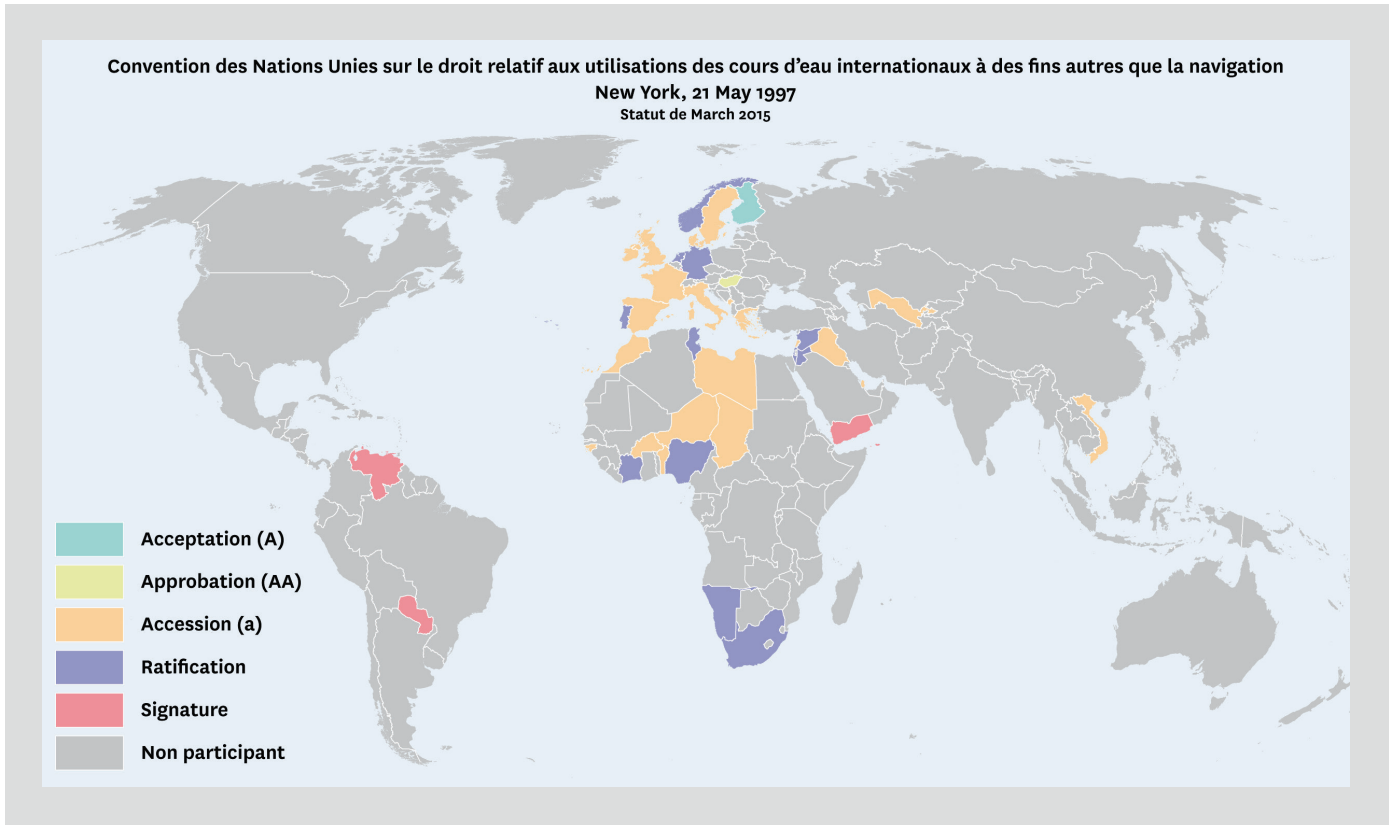 Convention des Nations Unies sur le droit relatif aux utilisations des cours d’eau internationaux à des fins autres que la navigation
New York, 21 May 1997
Statut de March 2015
Acceptation (A)
Approbation (AA)
Accession (a)
Ratification
Signature
Non participant